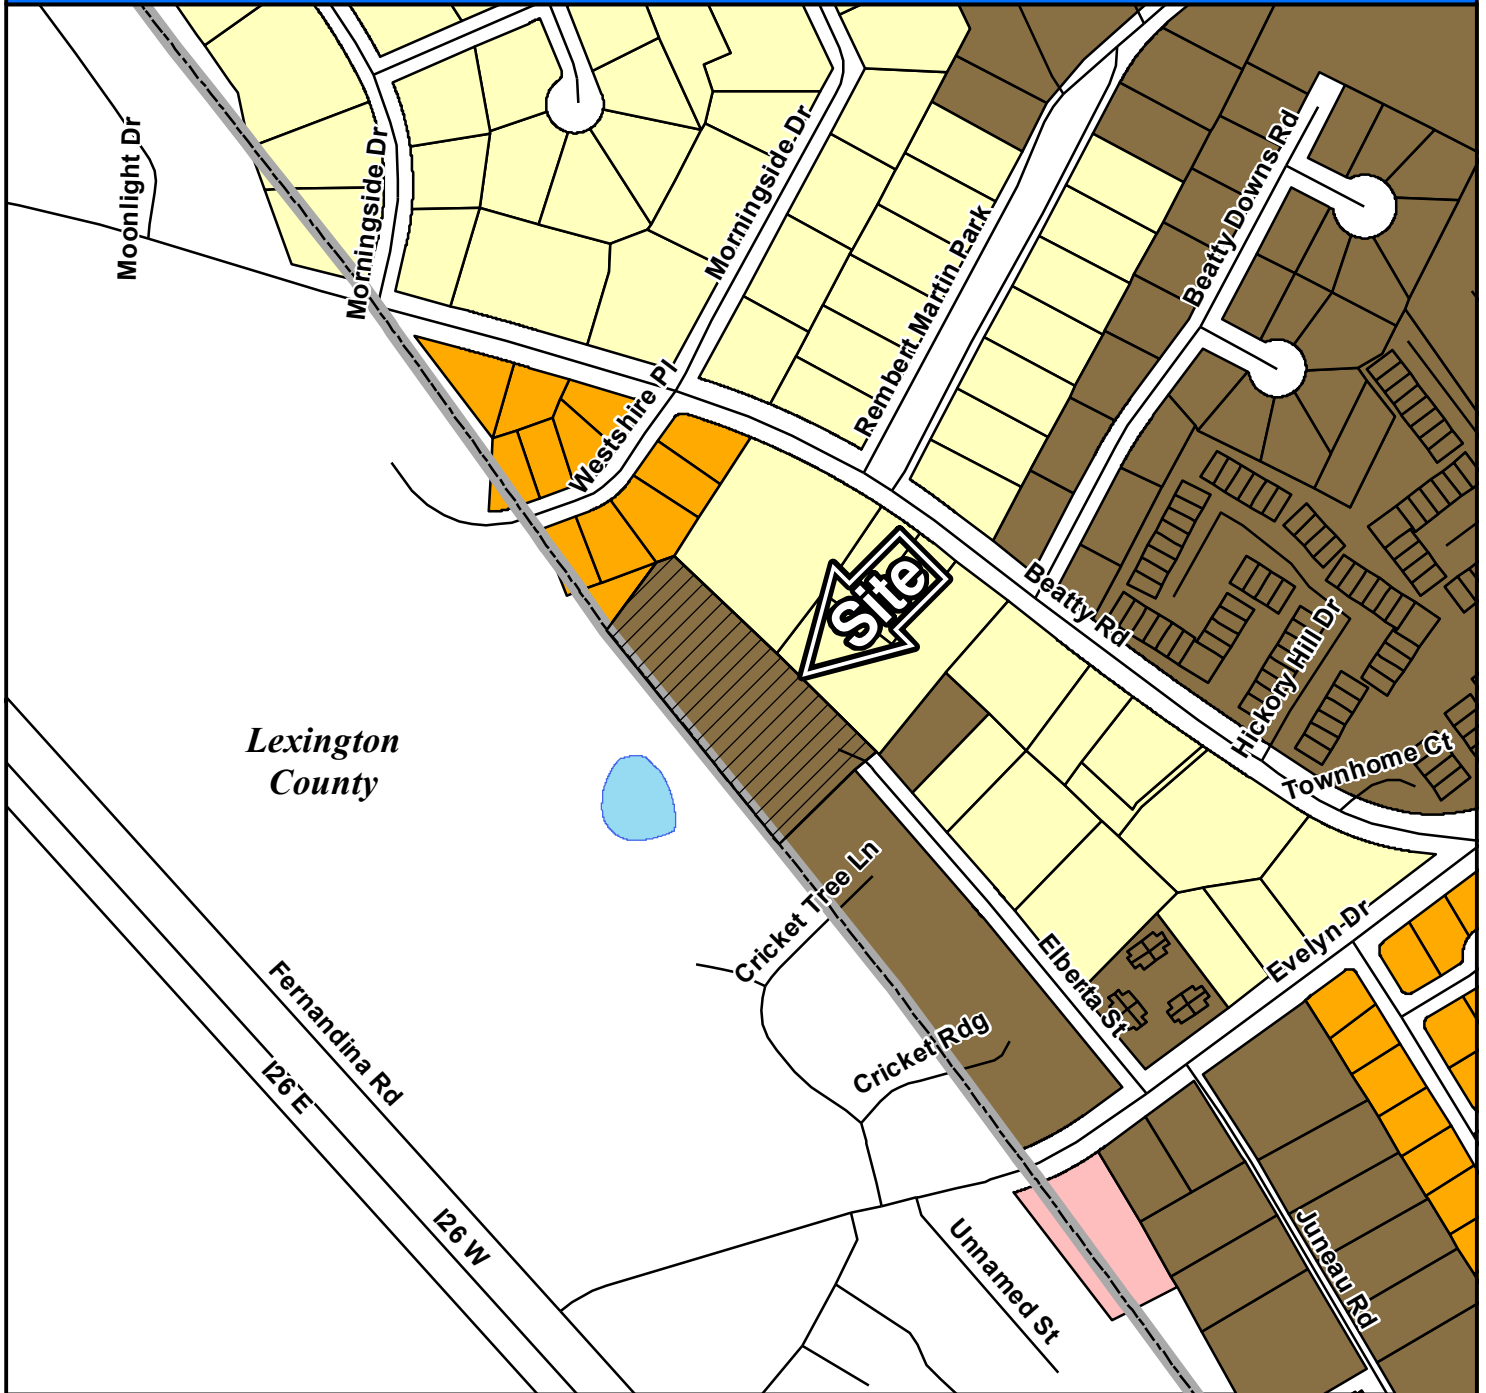 Moonlight Dr
Morningside Dr
Morningside Dr
Rembert Martin Park
Beatty Downs Rd
Westshire Pl
Site
Beatty Rd
Hickory Hill Dr
Townhome Ct
Lexington
County
Cricket Tree Ln
Elberta St
Evelyn Dr
Fernandina Rd
I26 E
Cricket Rdg
I26 W
Unnamed St
Juneau Rd